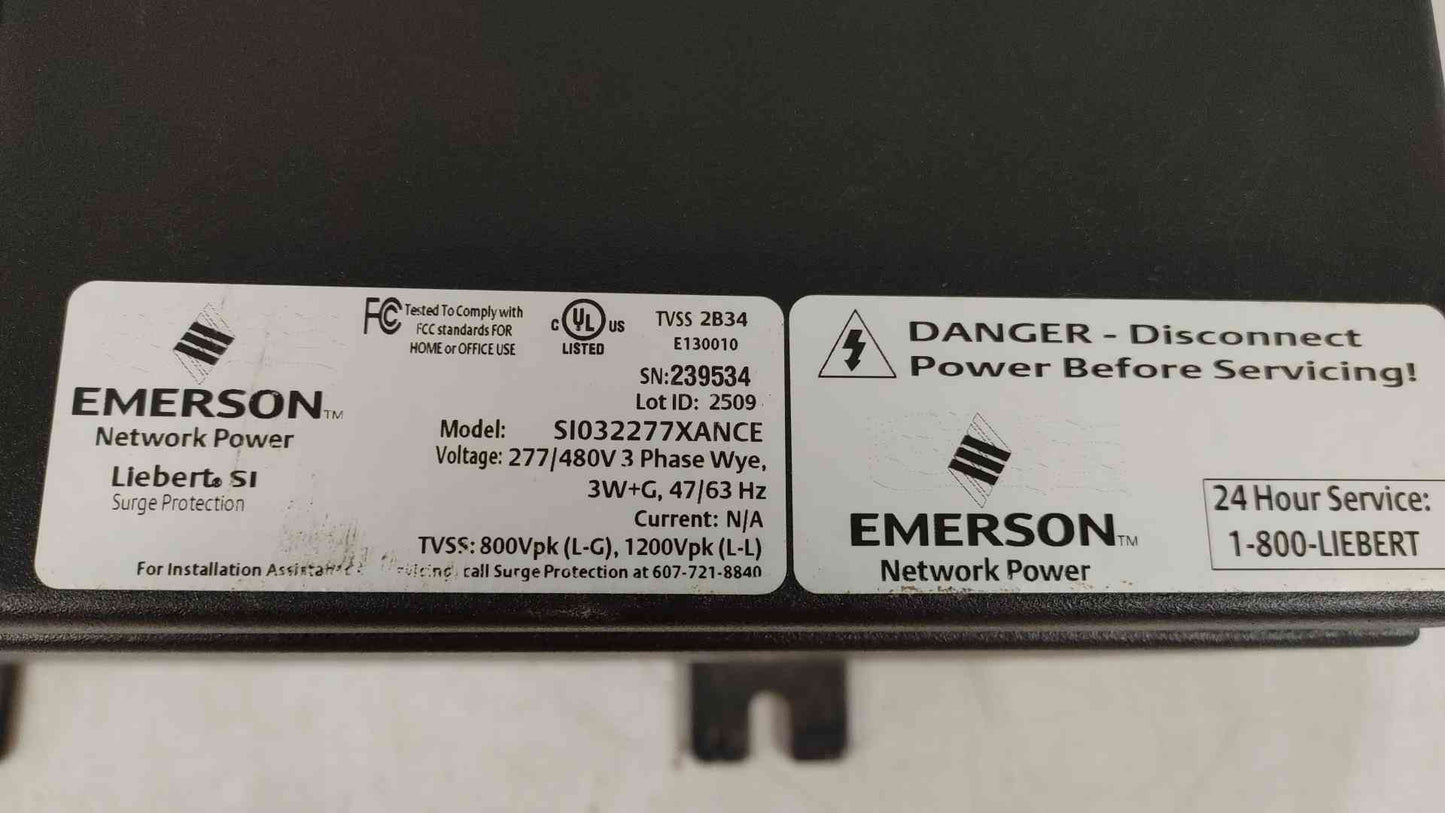 EMERSON™
Network Power
Liebert® SI
Surge Protection
FC Tested To Comply with
FCC standards FOR
HOME or OFFICE USE
C UL US
LISTED
TVSS 2B34
E130010
SN: 239534
Lot ID: 2509
Model: SI032277XANCE
Voltage: 277/480V 3 Phase Wye,
3W+G, 47/63 Hz
Current: N/A
TVSS: 800Vpk (L-G), 1200Vpk (L-L)
For Installation call Surge Protection at 607-721-8840
DANGER - Disconnect
Power Before Servicing!
EMERSON™
Network Power
24 Hour Service:
1-800-LIEBERT